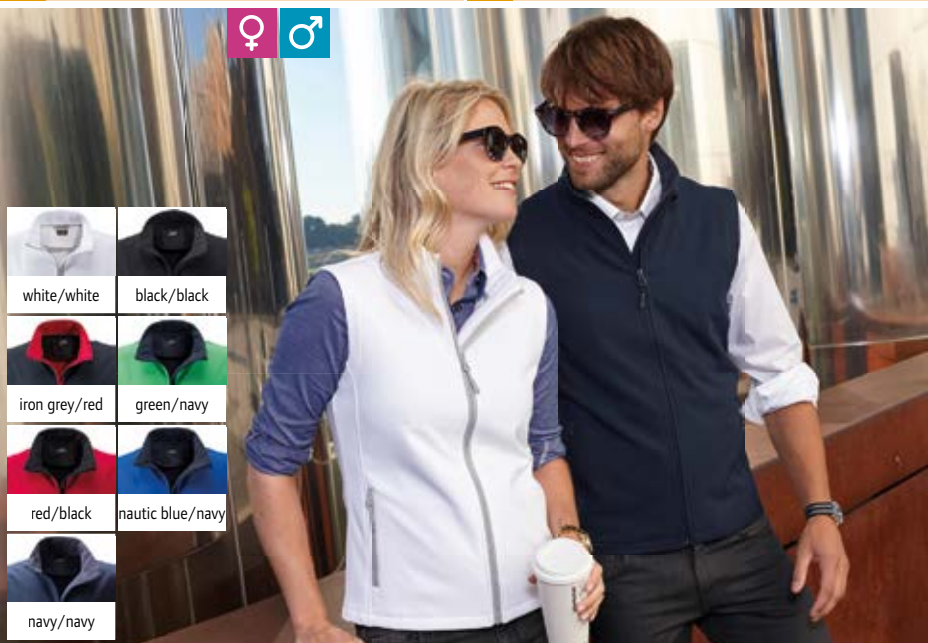 white/white
black/black
iron grey/red
green/navy
red/black
nautic blue/navy
navy/navy